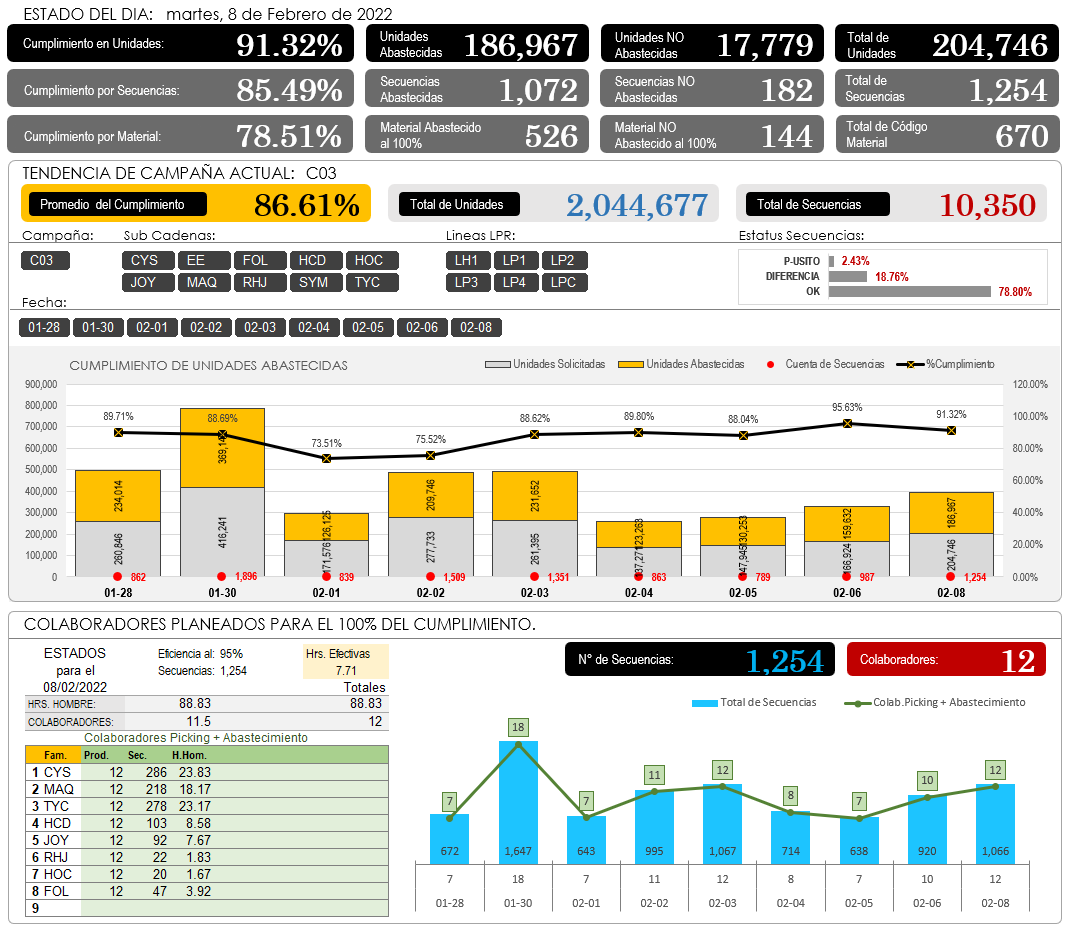 ESTADO DEL DIA: martes, 8 de Febrero de 2022
Cumplimiento en Unidades: 91.32%
Unidades Abastecidas 186,967
Unidades NO Abastecidas 17,779
Total de Unidades 204,746
Cumplimiento por Secuencias: 85.49%
Secuencias Abastecidas 1,072
Secuencias NO Abastecidas 182
Total de Secuencias 1,254
Cumplimiento por Material: 78.51%
Material Abastecido al 100% 526
Material NO Abastecido al 100% 144
Total de Código Material 670
TENDENCIA DE CAMPAÑA ACTUAL: C03
Promedio del Cumplimiento 86.61%
Total de Unidades 2,044,677
Total de Secuencias 10,350
Campaña: Sub Cadenas: Lineas LPR: Estatus Secuencias:
C03 CYS EE FOL HCD HOC LH1 LP1 LP2
JOY MAQ RHJ SYM TYC LP3 LP4 LPC
P-USITO 2.43%
DIFERENCIA 18.76%
OK 78.80%
Fecha:
01-28 01-30 02-01 02-02 02-03 02-04 02-05 02-06 02-08
CUMPLIMIENTO DE UNIDADES ABASTECIDAS
Unidades Solicitadas Unidades Abastecidas Cuenta de Secuencias %Cumplimiento
900,000 120.00%
800,000
700,000 100.00%
600,000 80.00%
500,000 60.00%
400,000
300,000 40.00%
200,000 20.00%
100,000
0 0.00%
89.71% 88.69% 73.51% 75.52% 88.62% 89.80% 88.04% 95.63% 91.32%
234,014 126,125 209,746 231,652 123,263 130,253 159,632 186,967
260,846 416,241 171,576 277,733 261,395 137,271 147,945 166,924 204,746
862 1,896 839 1,509 1,351 863 789 987 1,254
01-28 01-30 02-01 02-02 02-03 02-04 02-05 02-06 02-08
COLABORADORES PLANEADOS PARA EL 100% DEL CUMPLIMIENTO.
ESTADOS para el 08/02/2022
Eficiencia al: 95%
Secuencias: 1,254
Hrs. Efectivas
7.71
Totales
HRS. HOMBRE: 88.83 88.83
COLABORADORES: 11.5 12
Colaboradores Picking + Abastecimiento
Fam. Prod. Sec. H.Hom.
1 CYS 12 286 23.83
2 MAQ 12 218 18.17
3 TYC 12 278 23.17
4 HCD 12 103 8.58
5 JOY 12 92 7.67
6 RHJ 12 22 1.83
7 HOC 12 20 1.67
8 FOL 12 47 3.92
9
N° de Secuencias: 1,254
Colaboradores: 12
Total de Secuencias Colab.Picking + Abastecimiento
7 18 7 11 12 8 7 10 12
672 1,647 643 995 1,067 714 638 920 1,066
7 18 7 11 12 8 7 10 12
01-28 01-30 02-01 02-02 02-03 02-04 02-05 02-06 02-08